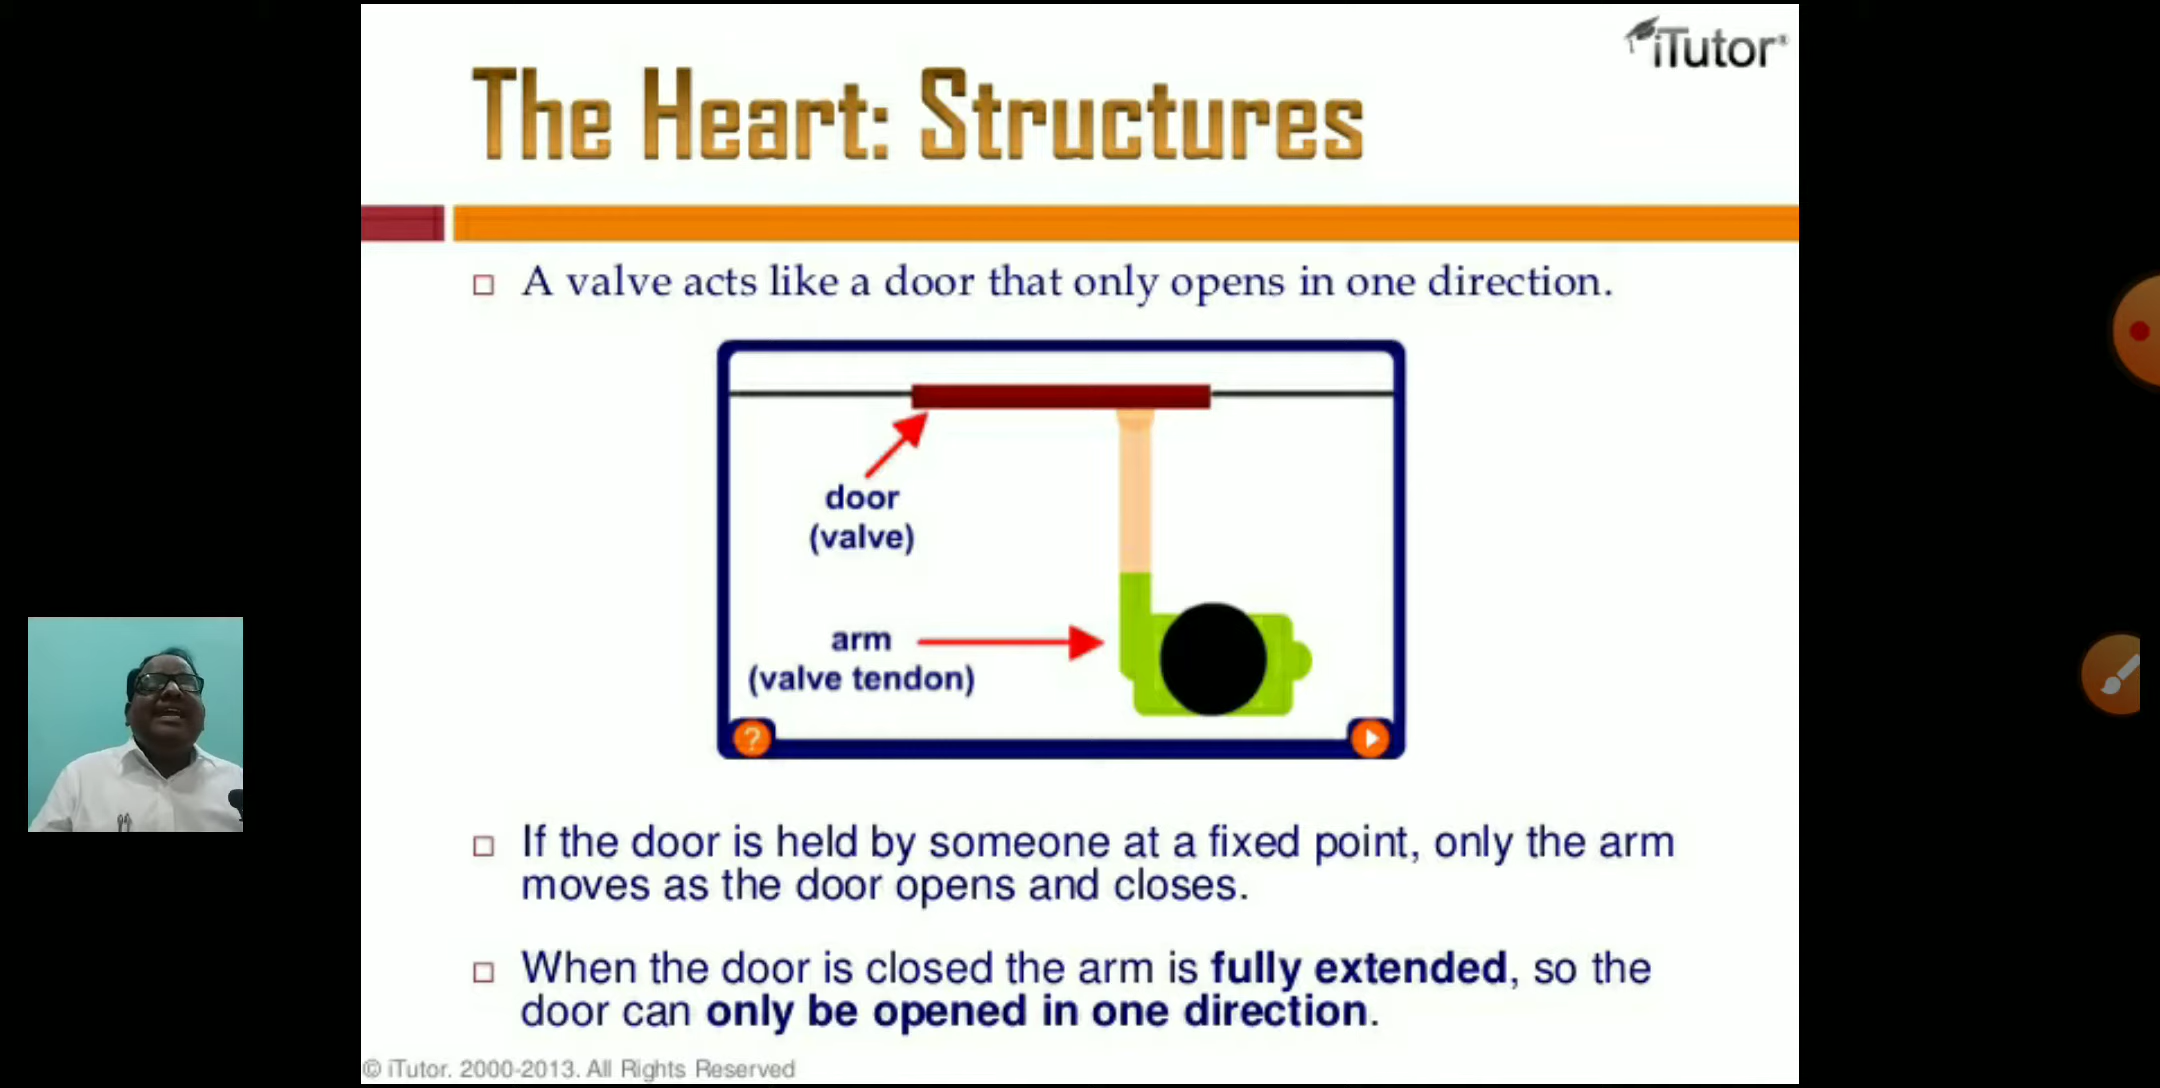 iTutor®
The Heart: Structures
A valve acts like a door that only opens in one direction.
door
(valve)
arm
(valve tendon)
?
If the door is held by someone at a fixed point, only the arm
moves as the door opens and closes.
When the door is closed the arm is fully extended, so the
door can only be opened in one direction.
© iTutor. 2000-2013. All Rights Reserved